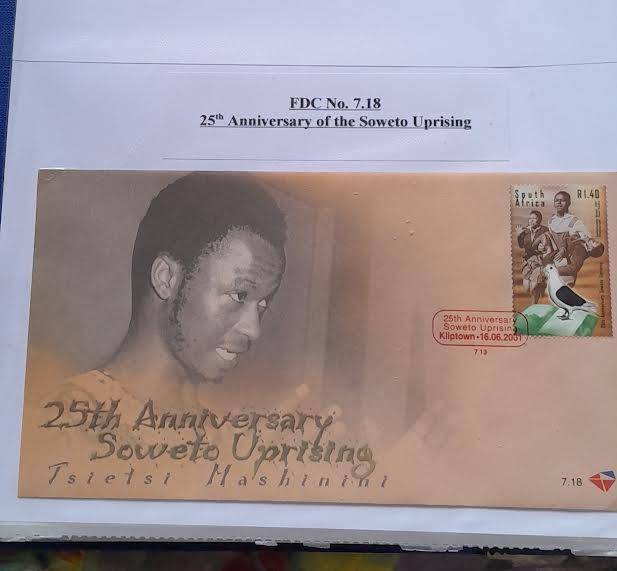 FDC No. 7.18
25th Anniversary of the Soweto Uprising
South
Africa
R1.40
25th Anniversary
Soweto Uprising
Kliptown • 16.06.2001
7 13
25th Anniversary
Soweto Uprising
Tsietsi Mashinini
7.18